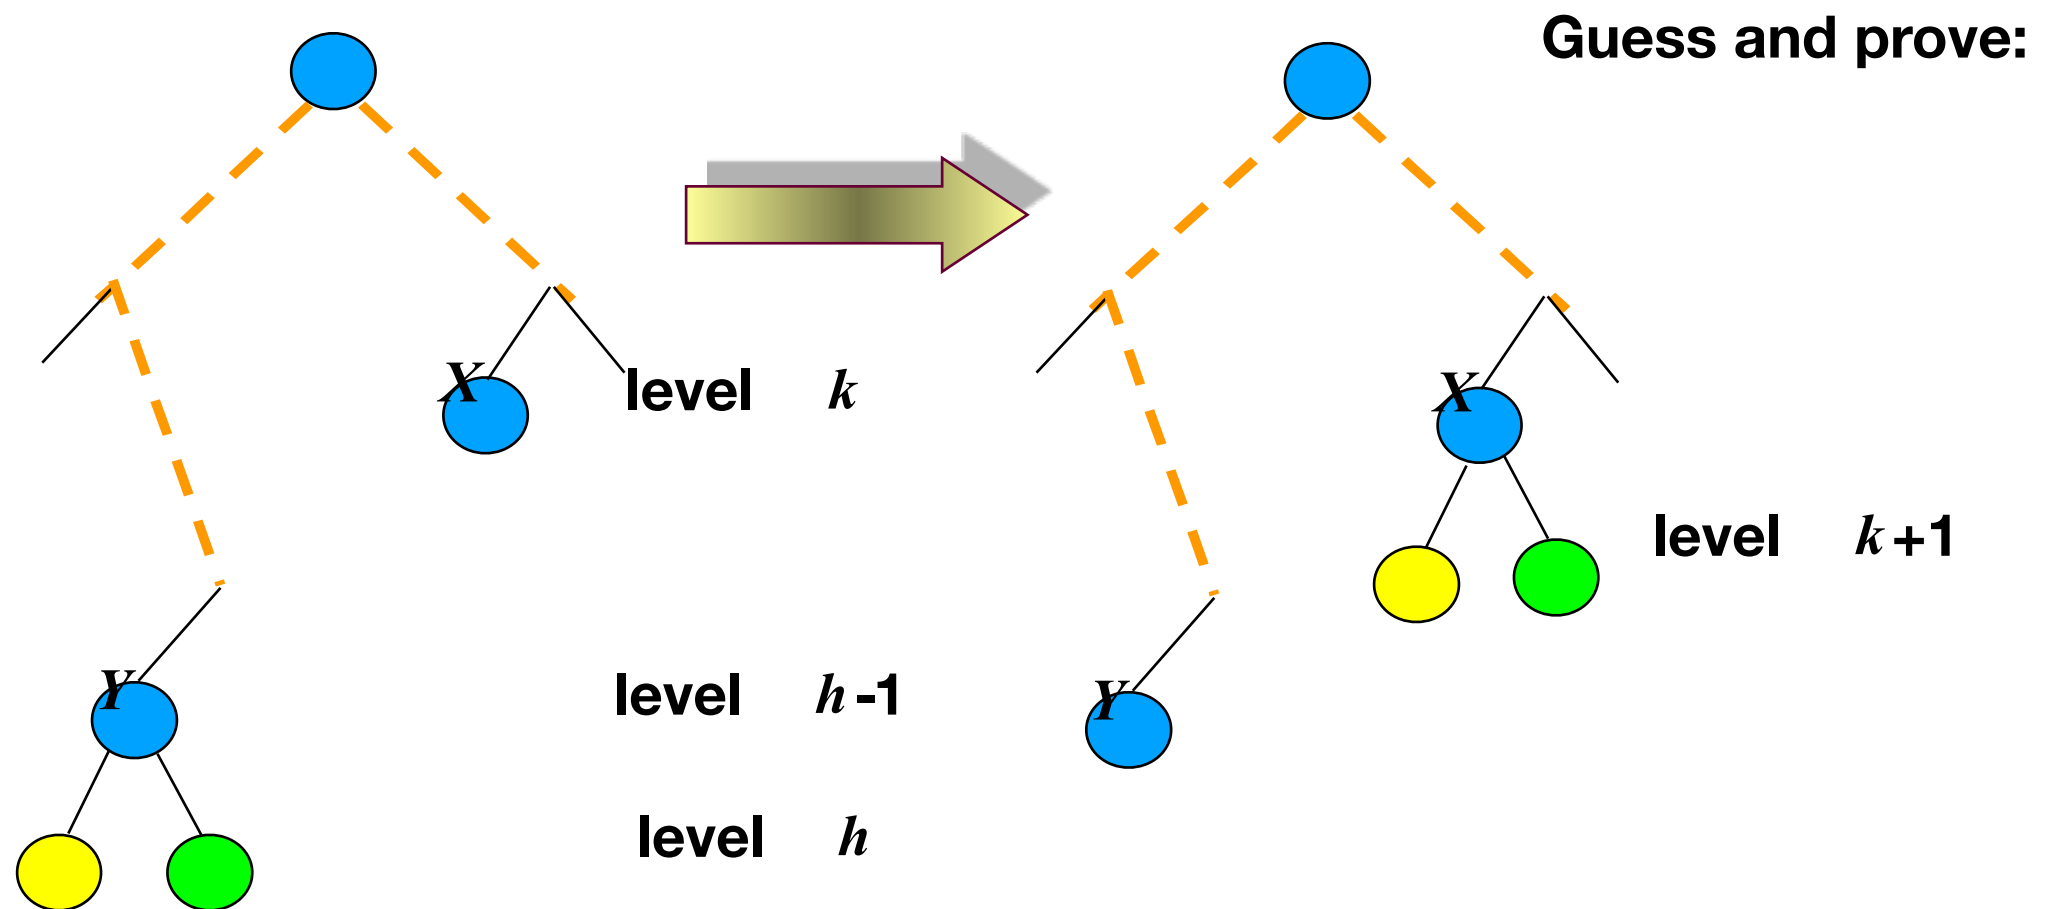 Guess and prove:
X
level k
X
level k+1
Y
level h-1
Y
level h